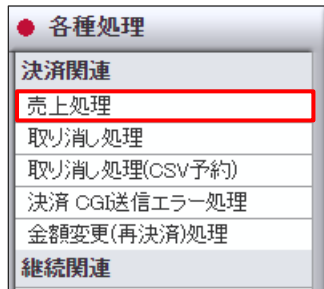 各種処理
決済関連
売上処理
取り消し処理
取り消し処理(CSV予約)
決済 CGI送信エラー処理
金額変更(再決済)処理
継続関連